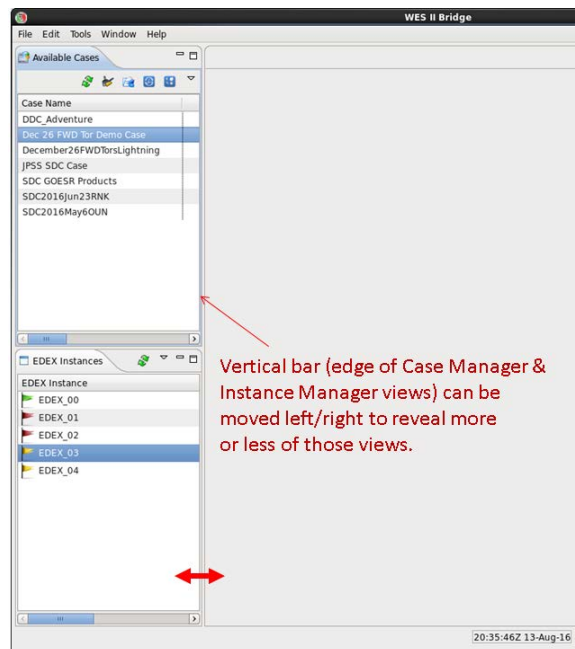 WES II Bridge
File Edit Tools Window Help
Available Cases
Case Name
DDC_Adventure
Dec 26 FWD Tor Demo Case
December26FWDTorsLightning
JPSS SDC Case
SDC GOESR Products
SDC2016Jun23RNK
SDC2016May6OUN
Vertical bar (edge of Case Manager &
Instance Manager views) can be
moved left/right to reveal more
or less of those views.
EDEX Instances
EDEX Instance
EDEX_00
EDEX_01
EDEX_02
EDEX_03
EDEX_04
20:35:46Z 13-Aug-16